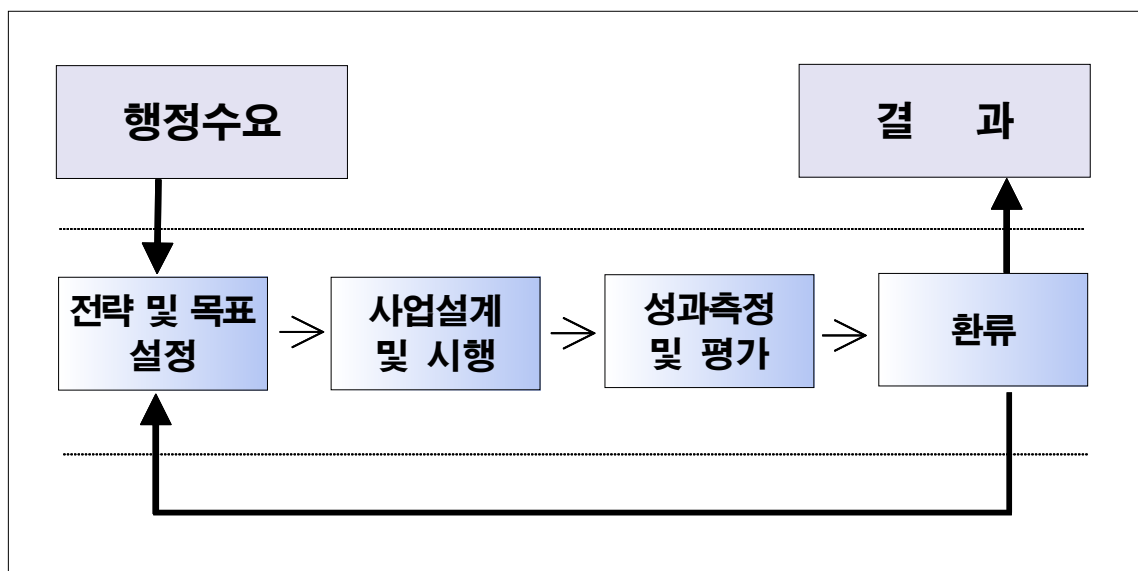 행정수요
결 과
전략 및 목표
설정
사업설계
및 시행
성과측정
및 평가
환류